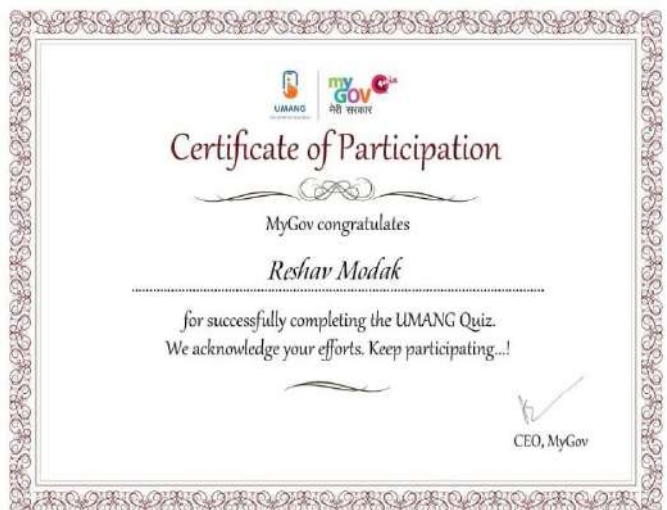 UMANG
my
GOV
मेरी सरकार
Certificate of Participation
MyGov congratulates
Reshav Modak
for successfully completing the UMANG Quiz.
We acknowledge your efforts. Keep participating...!
CEO, MyGov